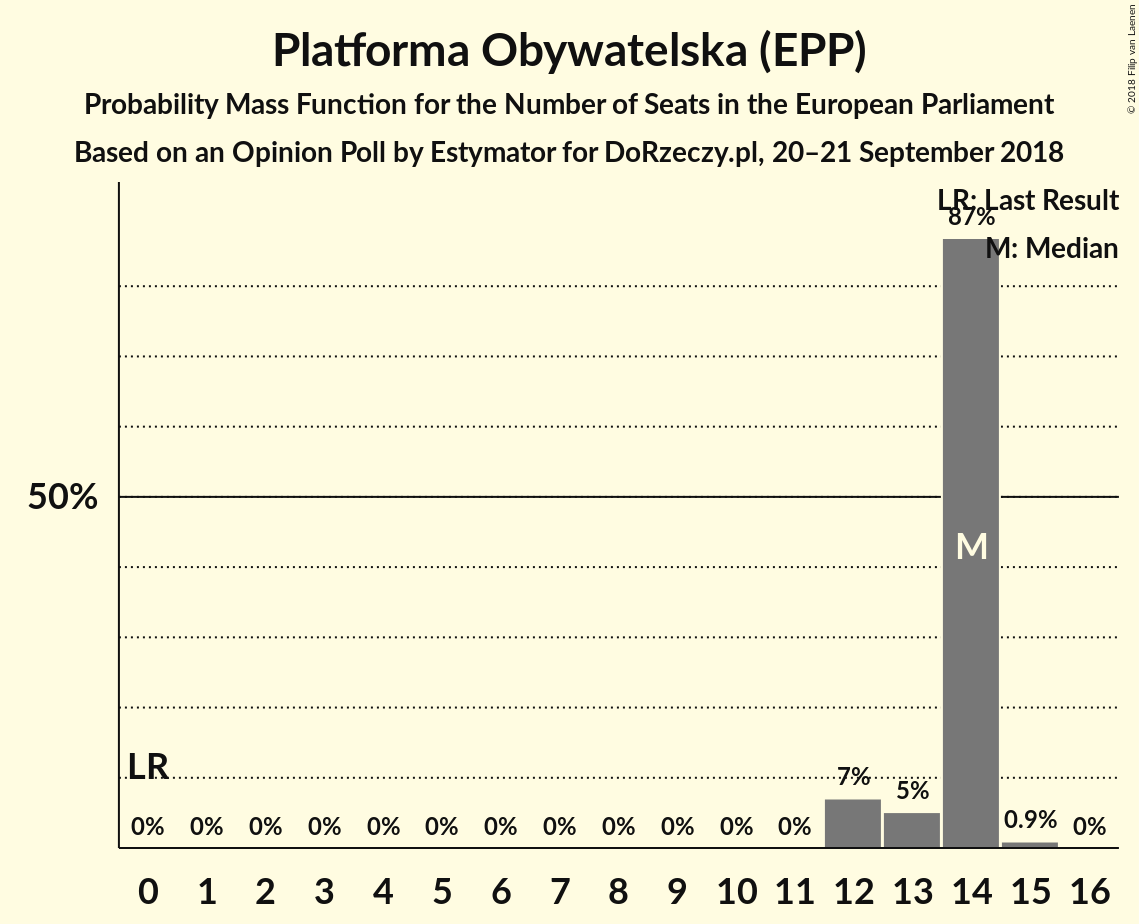 Platforma Obywatelska (EPP)
Probability Mass Function for the Number of Seats in the European Parliament
Based on an Opinion Poll by Estymator for DoRzeczy.pl, 20–21 September 2018
© 2018 Filip van Laenen
LR: Last Result
M: Median
87%
50%
M
LR
0% 0% 0% 0% 0% 0% 0% 0% 0% 0% 0% 0% 7% 5% 0.9% 0%
0 1 2 3 4 5 6 7 8 9 10 11 12 13 14 15 16